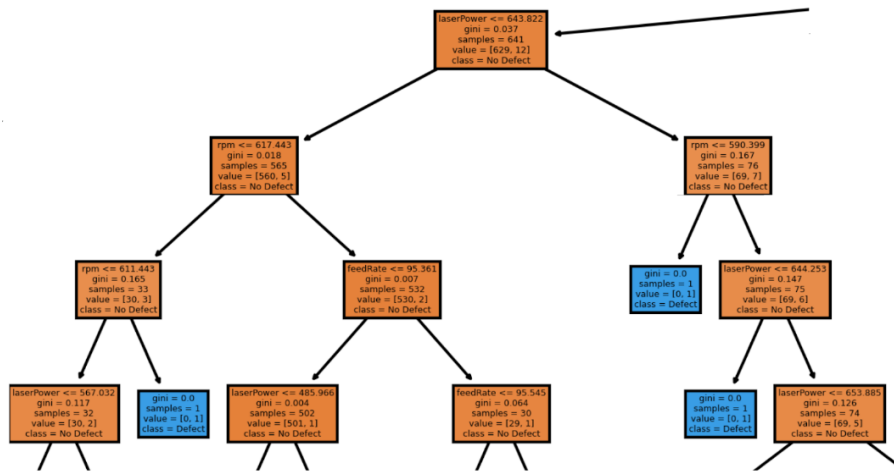 laserPower <= 643.822
gini = 0.037
samples = 641
value = [629, 12]
class = No Defect
rpm <= 617.443
gini = 0.018
samples = 565
value = [560, 5]
class = No Defect
rpm <= 590.399
gini = 0.167
samples = 76
value = [69, 7]
class = No Defect
rpm <= 611.443
gini = 0.165
samples = 33
value = [30, 3]
class = No Defect
feedRate <= 95.361
gini = 0.007
samples = 532
value = [530, 2]
class = No Defect
gini = 0.0
samples = 1
value = [0, 1]
class = Defect
laserPower <= 644.253
gini = 0.147
samples = 75
value = [69, 6]
class = No Defect
laserPower <= 567.032
gini = 0.117
samples = 32
value = [30, 2]
class = No Defect
gini = 0.0
samples = 1
value = [0, 1]
class = Defect
laserPower <= 485.966
gini = 0.004
samples = 502
value = [501, 1]
class = No Defect
feedRate <= 95.545
gini = 0.064
samples = 30
value = [29, 1]
class = No Defect
gini = 0.0
samples = 1
value = [0, 1]
class = Defect
laserPower <= 653.885
gini = 0.126
samples = 74
value = [69, 5]
class = No Defect